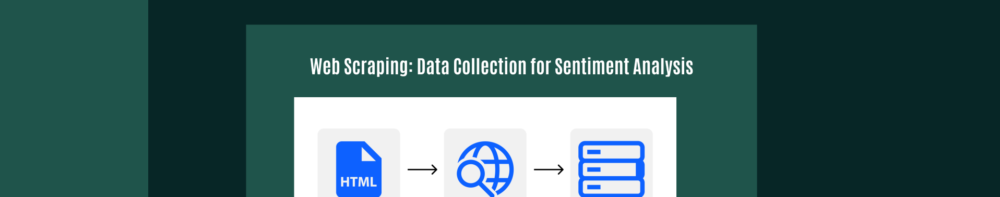 Web Scraping: Data Collection for Sentiment Analysis
HTML